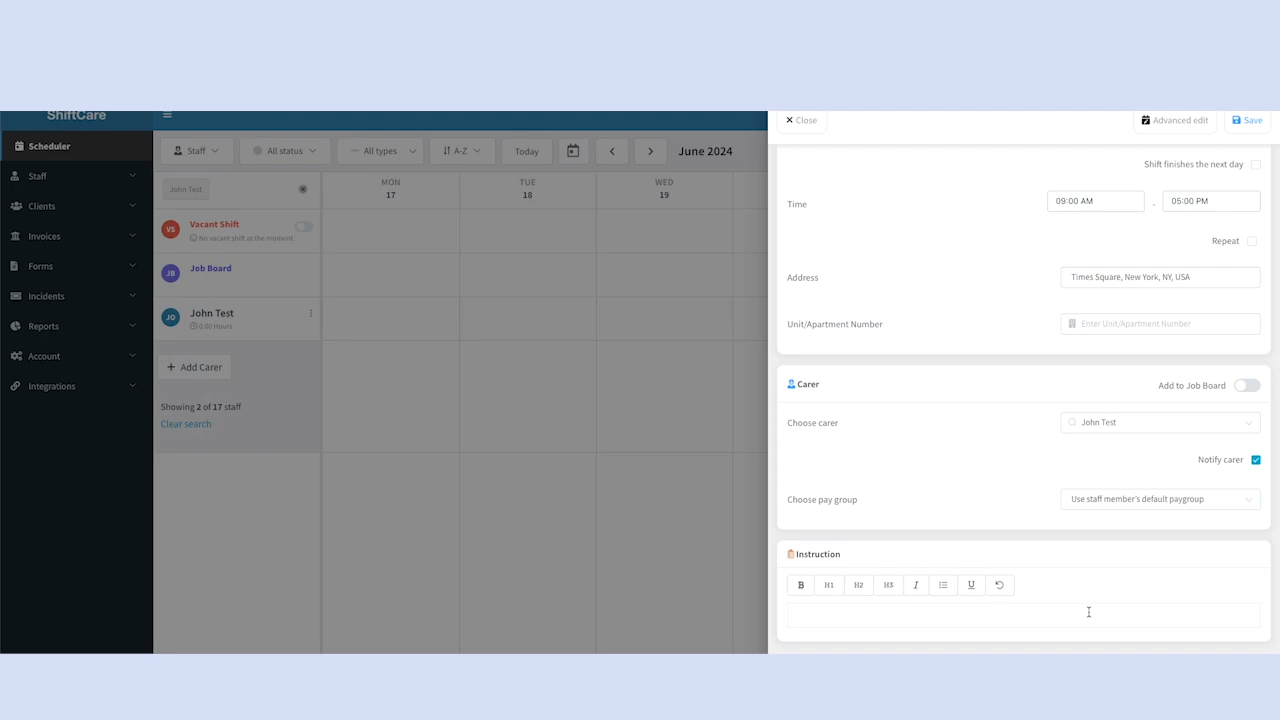 ShiftCare
Close
Advanced edit
Save
Scheduler
Staff
Clients
Invoices
Forms
Incidents
Reports
Account
Integrations
Staff
All status
All types
A-Z
Today
June 2024
John Test
MON
17
TUE
18
WED
19
VS
Vacant Shift
No vacant shift at the moment
JB
Job Board
JO
John Test
0.00 Hours
+ Add Carer
Showing 2 of 17 staff
Clear search
Shift finishes the next day
Time
09:00 AM
-
05:00 PM
Repeat
Address
Times Square, New York, NY, USA
Unit/Apartment Number
Enter Unit/Apartment Number
Carer
Add to Job Board
Choose carer
John Test
Notify carer
Choose pay group
Use staff member's default paygroup
Instruction
B
H1
H2
H3
I
U